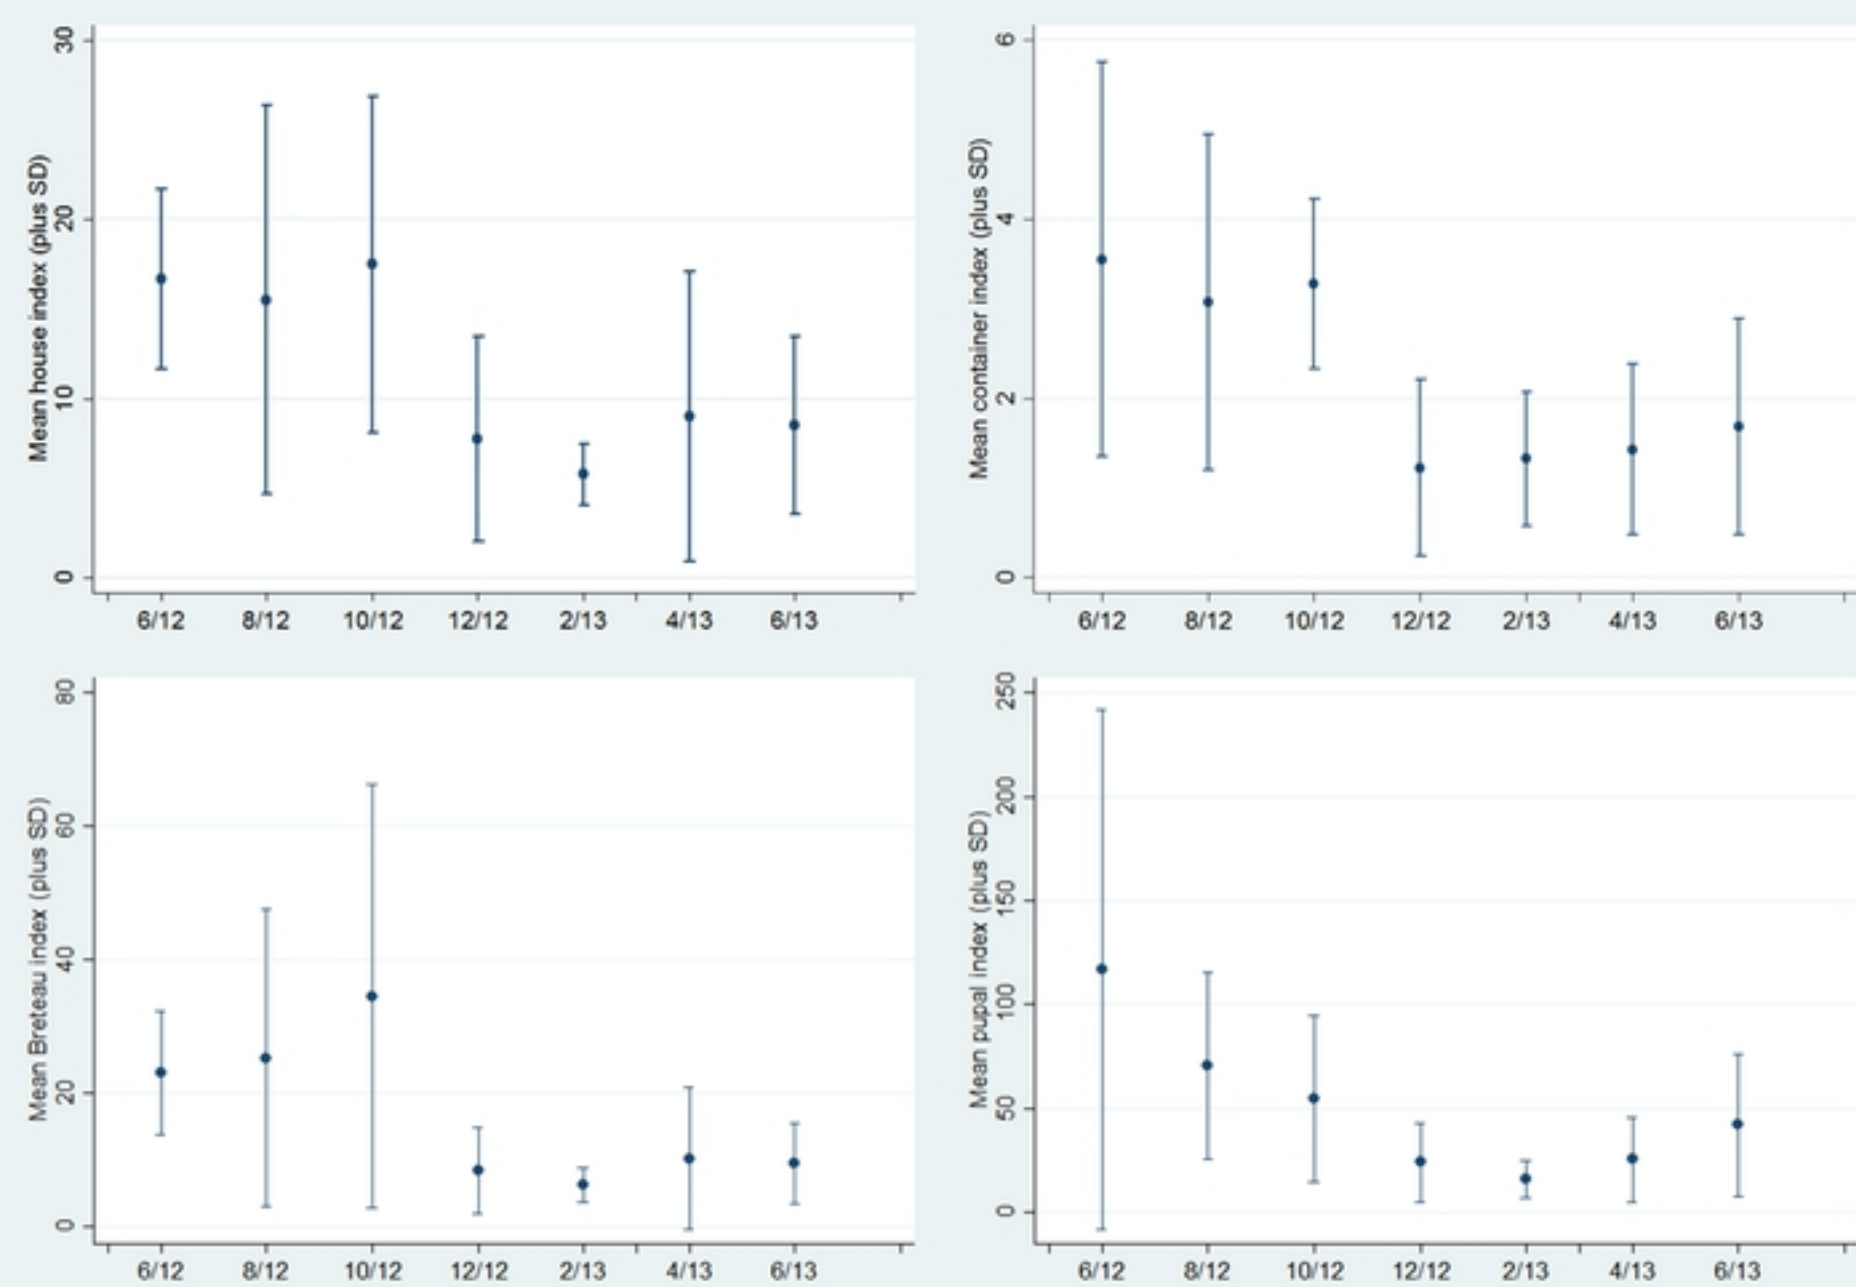 Mean house index (plus SD)
30
20
10
0
6/12 8/12 10/12 12/12 2/13 4/13 6/13
Mean container index (plus SD)
6
4
2
0
6/12 8/12 10/12 12/12 2/13 4/13 6/13
Mean Breteau index (plus SD)
80
60
40
20
0
6/12 8/12 10/12 12/12 2/13 4/13 6/13
Mean pupal index (plus SD)
250
200
150
100
50
0
6/12 8/12 10/12 12/12 2/13 4/13 6/13